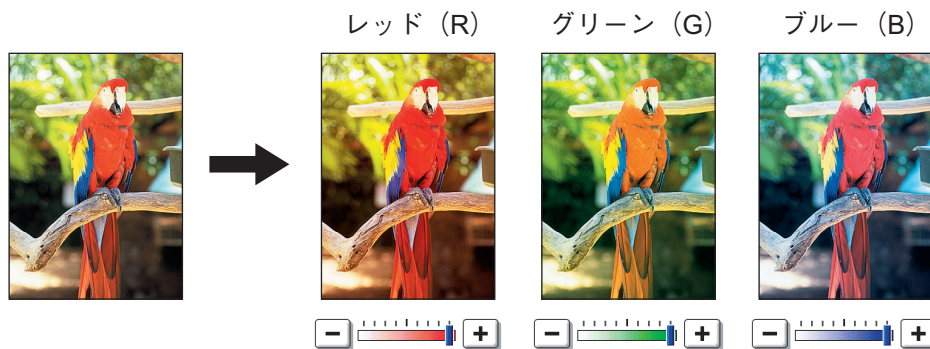 レッド（R） グリーン（G） ブルー（B）
− + − + − +